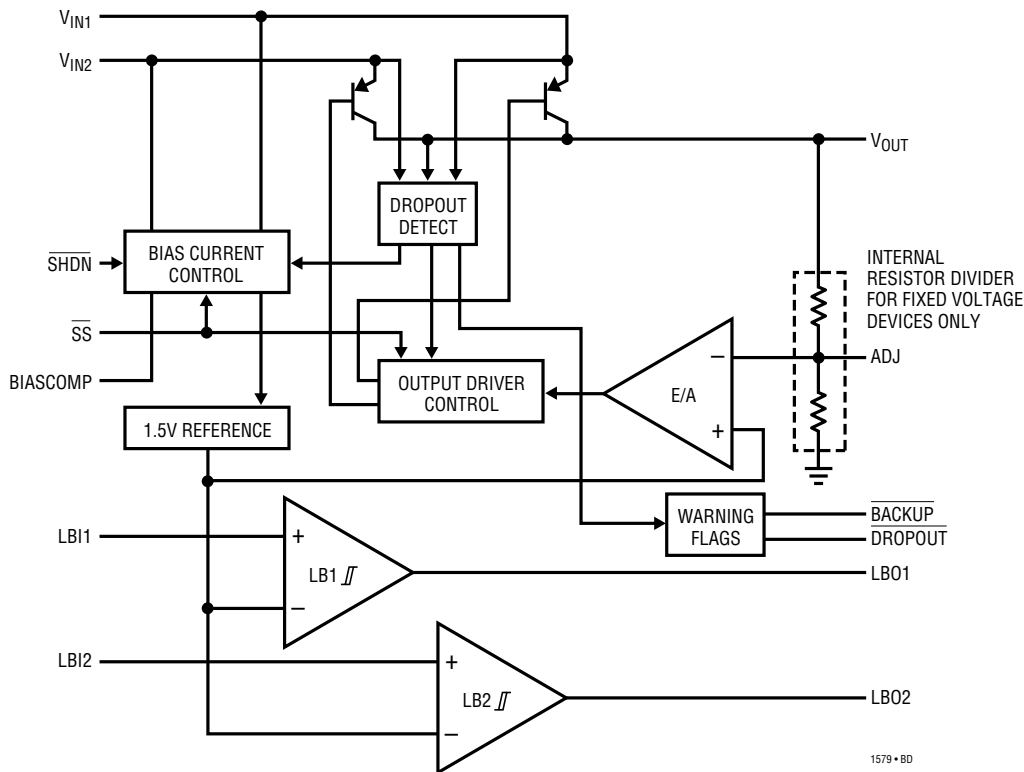 VIN1
VIN2
VOUT
DROPOUT
DETECT
SHDN
BIAS CURRENT
CONTROL
INTERNAL
RESISTOR DIVIDER
FOR FIXED VOLTAGE
DEVICES ONLY
SS
ADJ
BIASCOMP
OUTPUT DRIVER
CONTROL
E/A
−
+
1.5V REFERENCE
WARNING
FLAGS
BACKUP
DROPOUT
LBI1
+
LB1
−
LBO1
LBI2
+
LB2
−
LBO2
1579 • BD